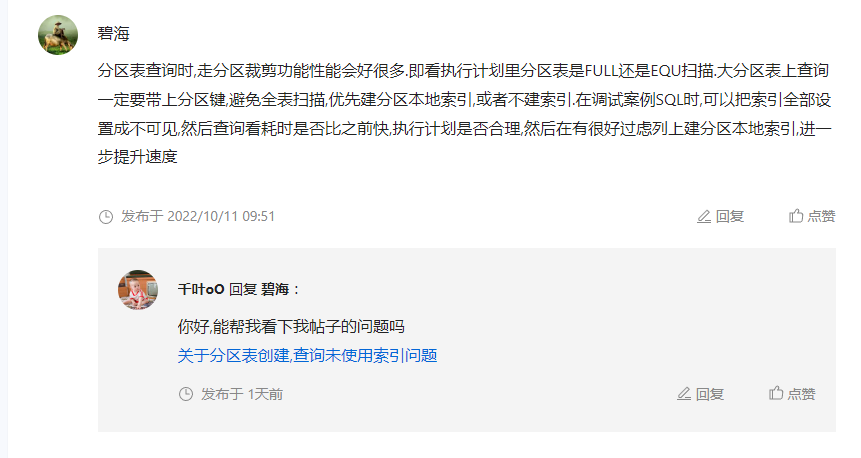 碧海
分区表查询时,走分区裁剪功能性能会好很多.即看执行计划里分区表是FULL还是EQU扫描.大分区表上查询
一定要带上分区键,避免全表扫描,优先建分区本地索引,或者不建索引.在调试案例SQL时,可以把索引全部设
置成不可见,然后查询看耗时是否比之前快,执行计划是否合理,然后在有很好过虑列上建分区本地索引,进一
步提升速度
发布于 2022/10/11 09:51
回复
点赞
千叶oO 回复 碧海：
你好,能帮我看下我帖子的问题吗
关于分区表创建,查询未使用索引问题
发布于 1天前
回复
点赞